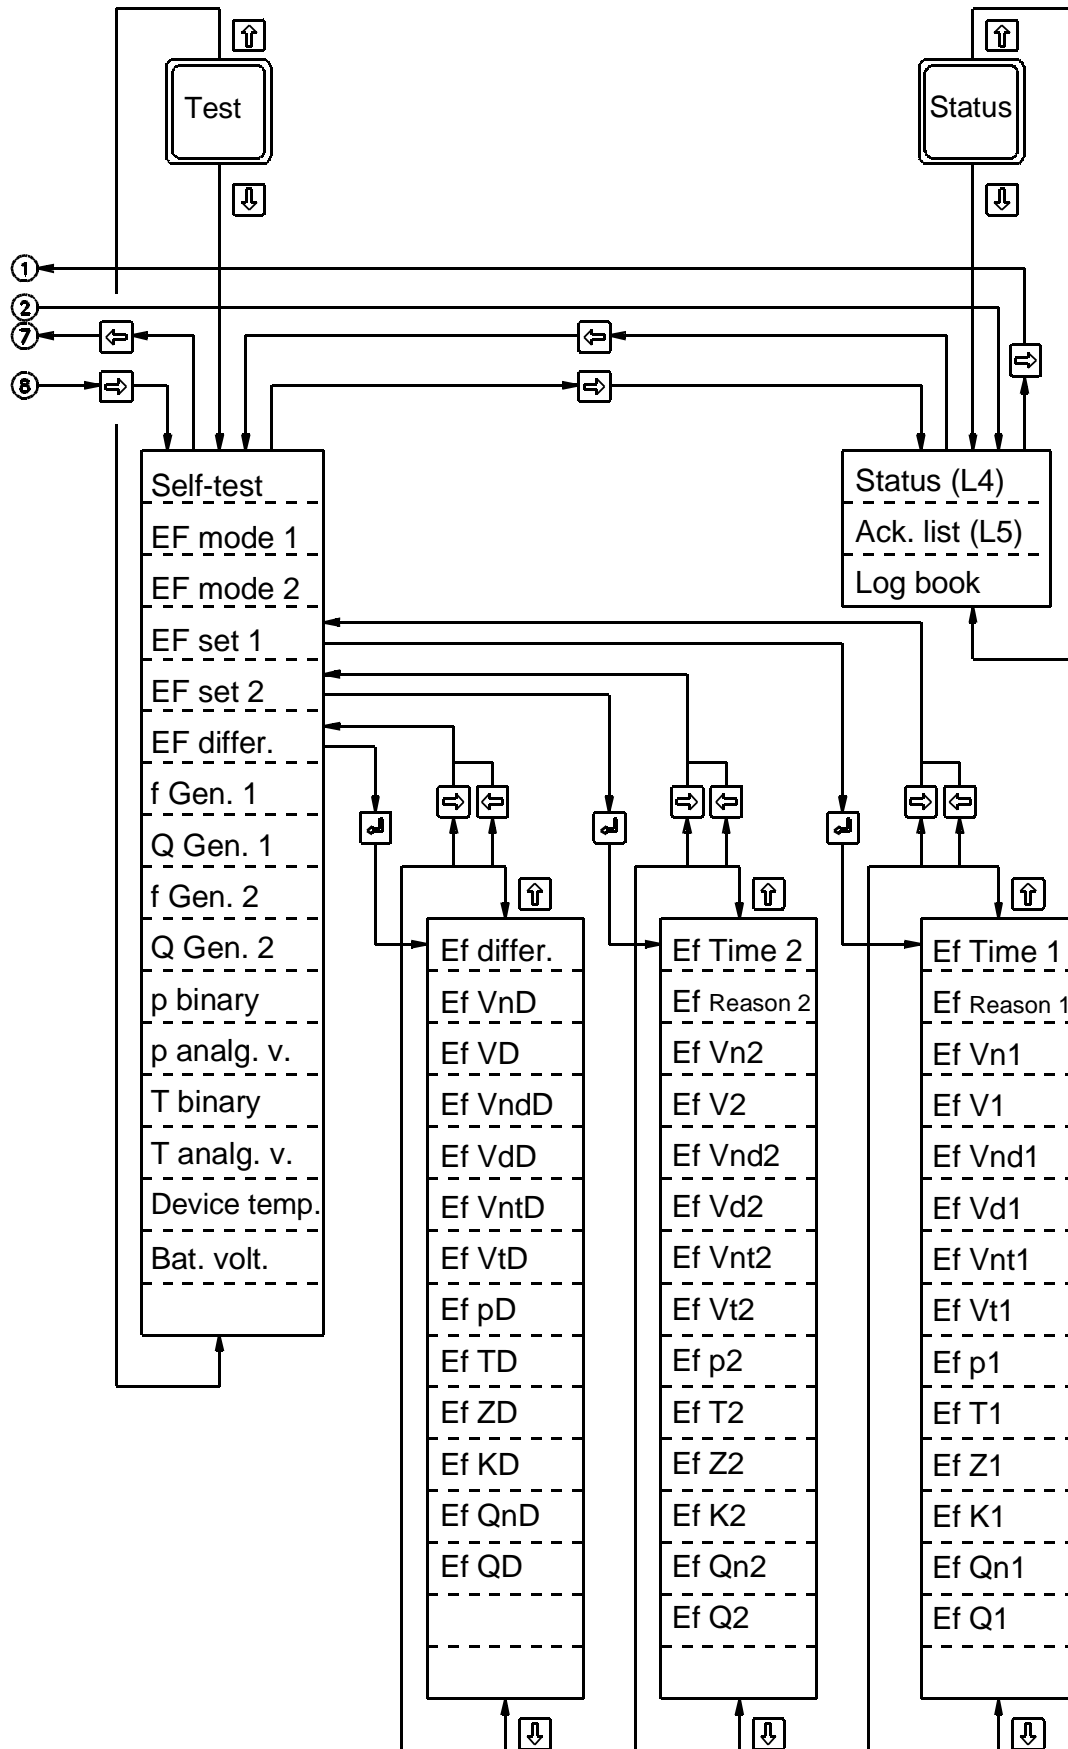 Test
Status
1
2
7
8
Self-test
EF mode 1
EF mode 2
EF set 1
EF set 2
EF differ.
f Gen. 1
Q Gen. 1
f Gen. 2
Q Gen. 2
p binary
p analg. v.
T binary
T analg. v.
Device temp.
Bat. volt.
Status (L4)
Ack. list (L5)
Log book
Ef differ.
Ef VnD
Ef VD
Ef VndD
Ef VdD
Ef VntD
Ef VtD
Ef pD
Ef TD
Ef ZD
Ef KD
Ef QnD
Ef QD
Ef Time 2
Ef Reason 2
Ef Vn2
Ef V2
Ef Vnd2
Ef Vd2
Ef Vnt2
Ef Vt2
Ef p2
Ef T2
Ef Z2
Ef K2
Ef Qn2
Ef Q2
Ef Time 1
Ef Reason 1
Ef Vn1
Ef V1
Ef Vnd1
Ef Vd1
Ef Vnt1
Ef Vt1
Ef p1
Ef T1
Ef Z1
Ef K1
Ef Qn1
Ef Q1